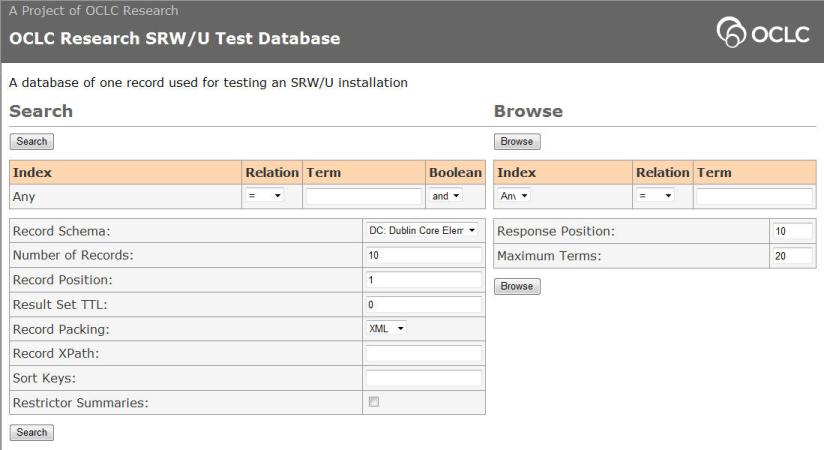 A Project of OCLC Research
OCLC Research SRW/U Test Database
OCLC
A database of one record used for testing an SRW/U installation
Search
Search
Index Relation Term Boolean
Any = and
Record Schema: DC: Dublin Core Elem
Number of Records: 10
Record Position: 1
Result Set TTL: 0
Record Packing: XML
Record XPath:
Sort Keys:
Restrictor Summaries:
Search
Browse
Browse
Index Relation Term
Any =
Response Position: 10
Maximum Terms: 20
Browse